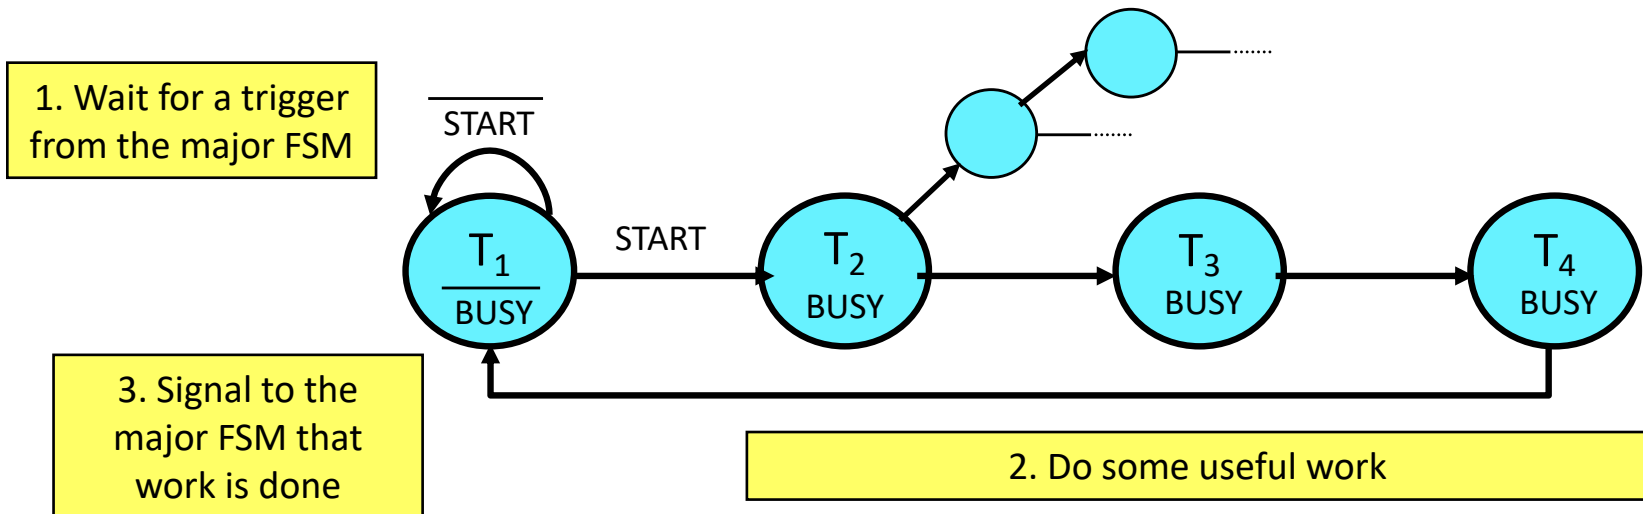 1. Wait for a trigger
from the major FSM
START
START
T₁
BUSY
T₂
BUSY
T₃
BUSY
T₄
BUSY
3. Signal to the
major FSM that
work is done
2. Do some useful work